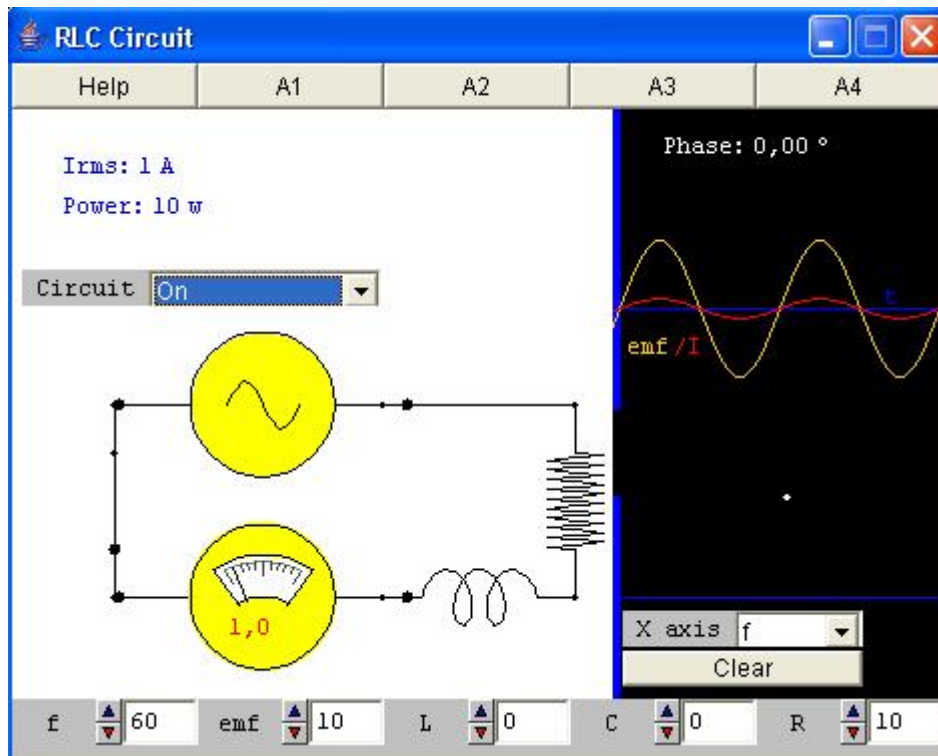 RLC Circuit
Help A1 A2 A3 A4
Irms: 1 A
Power: 10 w
Phase: 0,00 °
Circuit On
t
emf/I
1,0
X axis f
Clear
f 60 emf 10 L 0 C 0 R 10